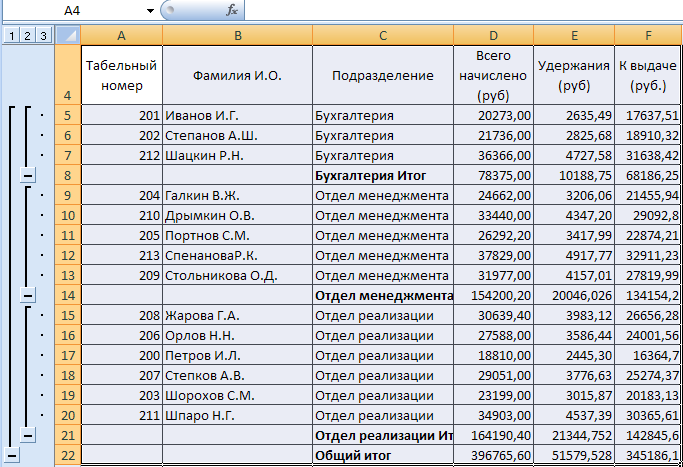 A4 fx
1 2 3 A B C D E F
4 Табельный номер Фамилия И.О. Подразделение Всего начислено (руб) Удержания (руб) К выдаче (руб.)
5 201 Иванов И.Г. Бухгалтерия 20273,00 2635,49 17637,51
6 202 Степанов А.Ш. Бухгалтерия 21736,00 2825,68 18910,32
7 212 Шацкин Р.Н. Бухгалтерия 36366,00 4727,58 31638,42
8 Бухгалтерия Итог 78375,00 10188,75 68186,25
9 204 Галкин В.Ж. Отдел менеджмента 24662,00 3206,06 21455,94
10 210 Дрымкин О.В. Отдел менеджмента 33440,00 4347,20 29092,8
11 205 Портнов С.М. Отдел менеджмента 26292,20 3417,99 22874,21
12 213 СпенановаР.К. Отдел менеджмента 37829,00 4917,77 32911,23
13 209 Стольникова О.Д. Отдел менеджмента 31977,00 4157,01 27819,99
14 Отдел менеджмента 154200,20 20046,026 134154,2
15 208 Жарова Г.А. Отдел реализации 30639,40 3983,12 26656,28
16 206 Орлов Н.Н. Отдел реализации 27588,00 3586,44 24001,56
17 200 Петров И.Л. Отдел реализации 18810,00 2445,30 16364,7
18 207 Степков А.В. Отдел реализации 29051,00 3776,63 25274,37
19 203 Шорохов С.М. Отдел реализации 23199,00 3015,87 20183,13
20 211 Шпаро Н.Г. Отдел реализации 34903,00 4537,39 30365,61
21 Отдел реализации Ит 164190,40 21344,752 142845,6
22 Общий итог 396765,60 51579,528 345186,1